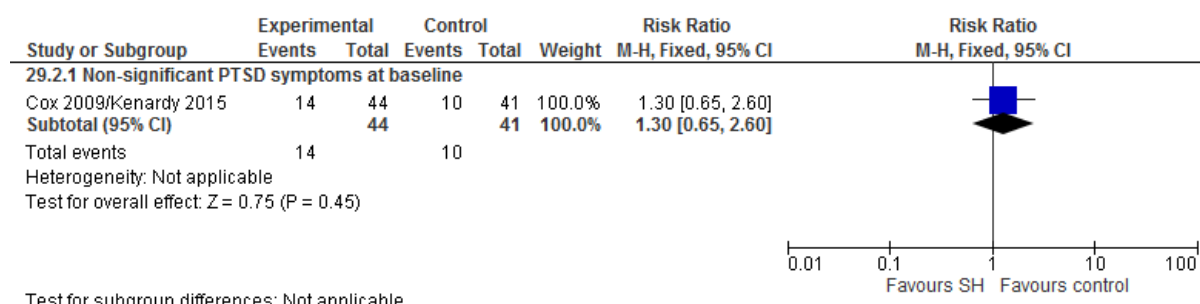 Experimental Control Risk Ratio Risk Ratio
Study or Subgroup Events Total Events Total Weight M-H, Fixed, 95% CI M-H, Fixed, 95% CI
29.2.1 Non-significant PTSD symptoms at baseline
Cox 2009/Kenardy 2015 14 44 10 41 100.0% 1.30 [0.65, 2.60]
Subtotal (95% CI) 44 41 100.0% 1.30 [0.65, 2.60]
Total events 14 10
Heterogeneity: Not applicable
Test for overall effect: Z = 0.75 (P = 0.45)
0.01 0.1 1 10 100
Favours SH Favours control
Test for subgroup differences: Not applicable